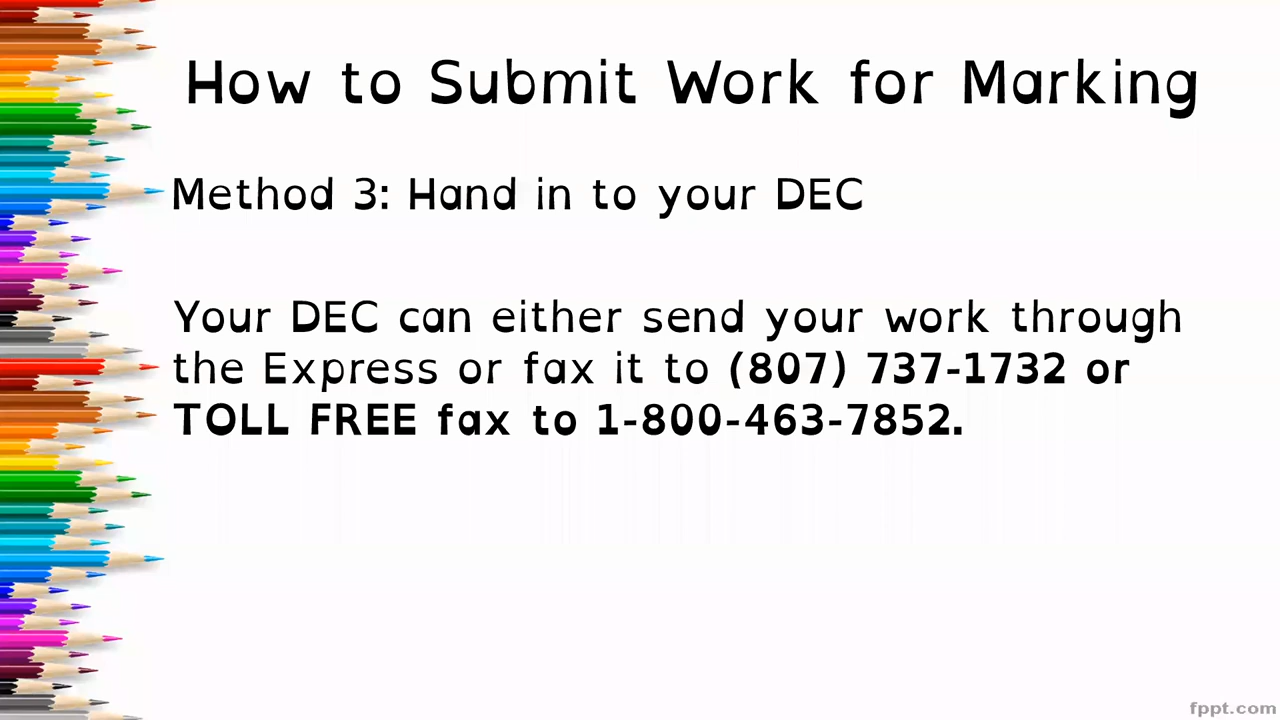 How to Submit Work for Marking
Method 3: Hand in to your DEC
Your DEC can either send your work through
the Express or fax it to (807) 737-1732 or
TOLL FREE fax to 1-800-463-7852.
fppt.com